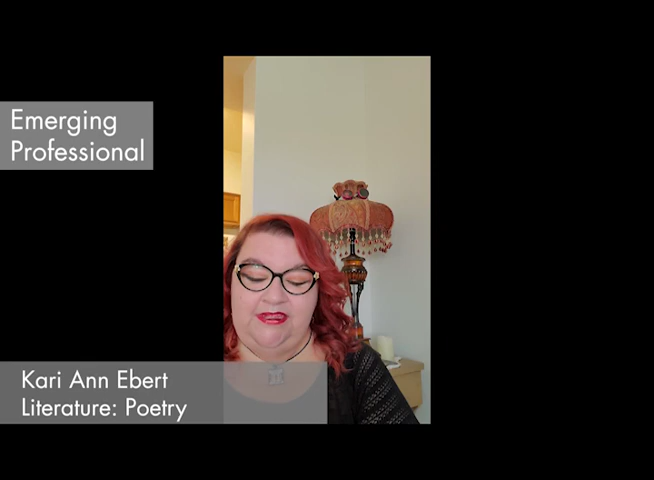 Emerging
Professional
Kari Ann Ebert
Literature: Poetry